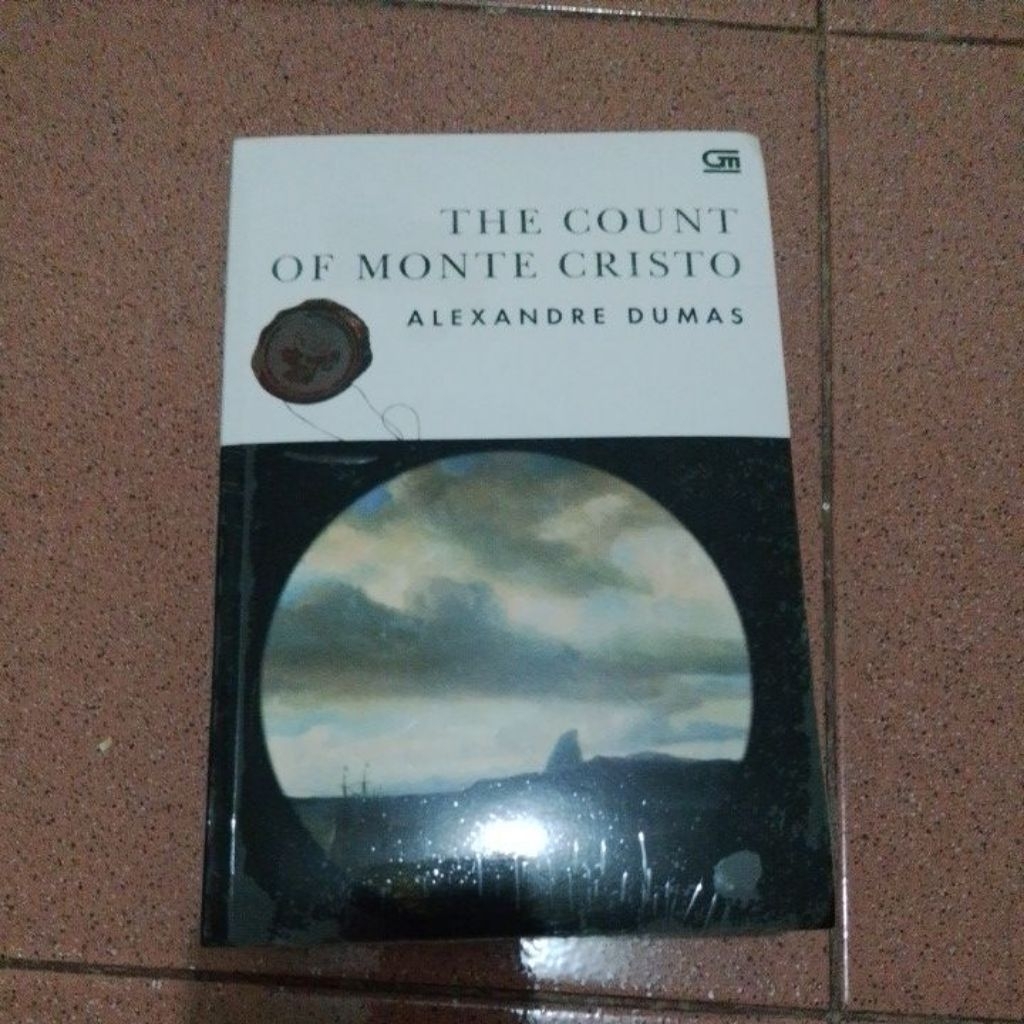 GM
THE COUNT
OF MONTE CRISTO
ALEXANDRE DUMAS